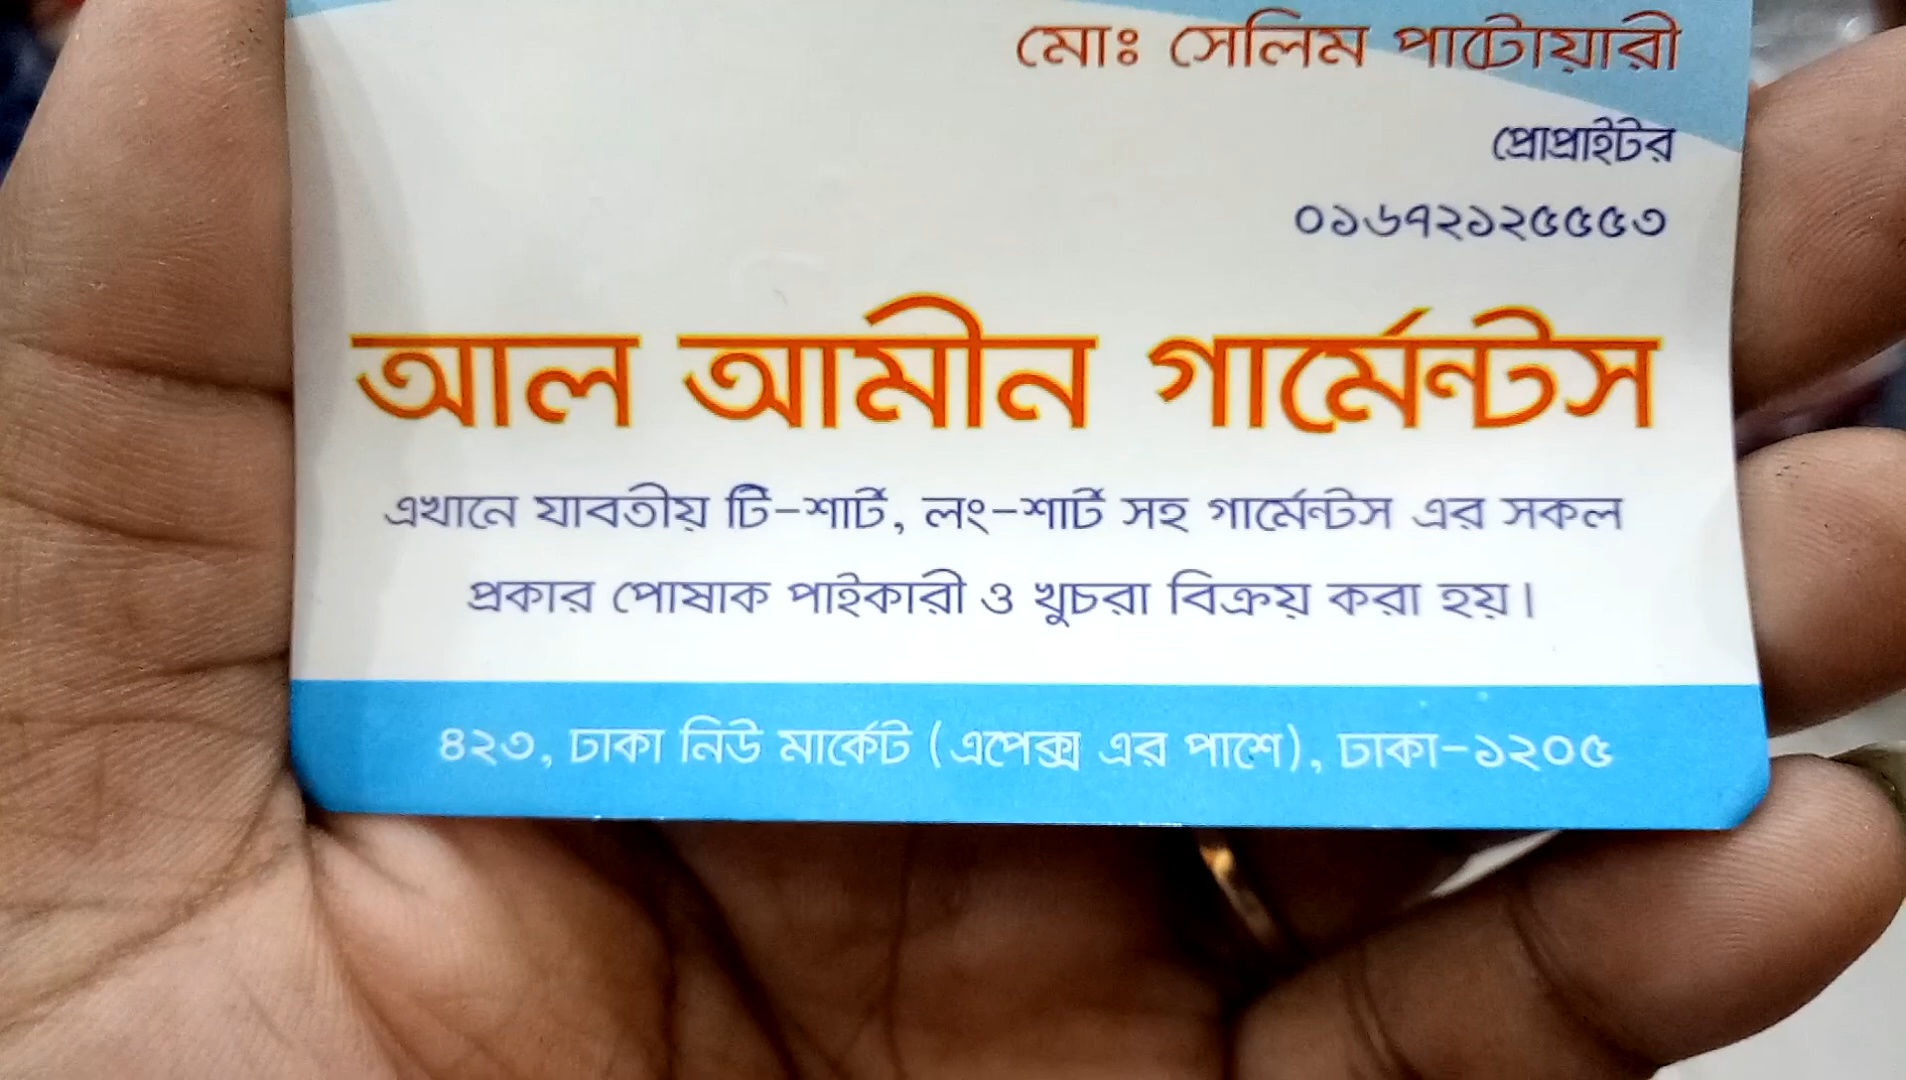 মোঃ সেলিম পাটোয়ারী
প্রোপ্রাইটর
০১৬৭২১২৫৫৫৩
আল আমীন গার্মেন্টস
এখানে যাবতীয় টি-শার্ট, লং-শার্ট সহ গার্মেন্টস এর সকল
প্রকার পোষাক পাইকারী ও খুচরা বিক্রয় করা হয়।
৪২৩, ঢাকা নিউ মার্কেট (এপেক্স এর পাশে), ঢাকা-১২০৫